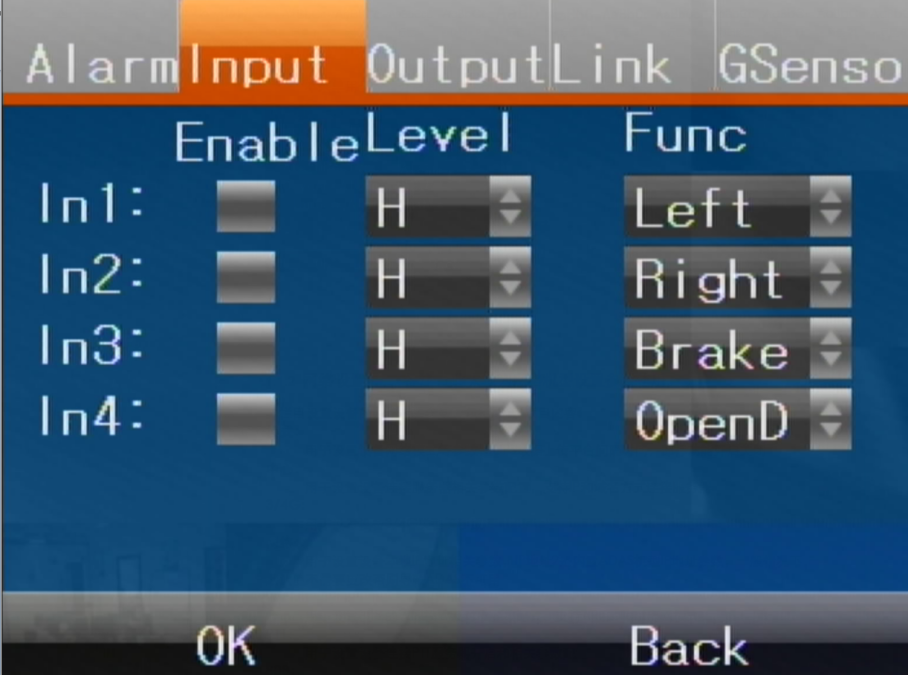 Alarm Input Output Link GSenso
Enable Level Func
In1: H Left
In2: H Right
In3: H Brake
In4: H OpenD
OK Back